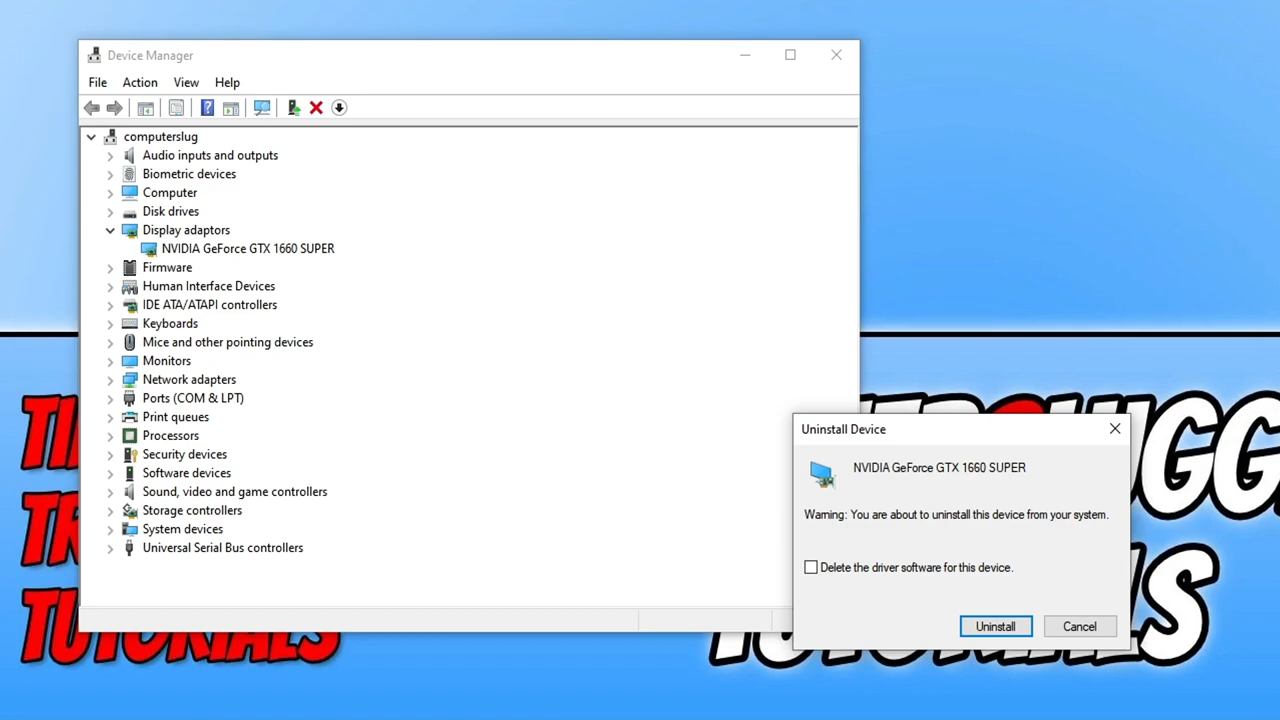 Device Manager
File Action View Help
computerslug
Audio inputs and outputs
Biometric devices
Computer
Disk drives
Display adaptors
NVIDIA GeForce GTX 1660 SUPER
Firmware
Human Interface Devices
IDE ATA/ATAPI controllers
Keyboards
Mice and other pointing devices
Monitors
Network adapters
Ports (COM & LPT)
Print queues
Processors
Security devices
Software devices
Sound, video and game controllers
Storage controllers
System devices
Universal Serial Bus controllers
Uninstall Device
NVIDIA GeForce GTX 1660 SUPER
Warning: You are about to uninstall this device from your system.
Delete the driver software for this device.
Uninstall Cancel
TUTORIALS